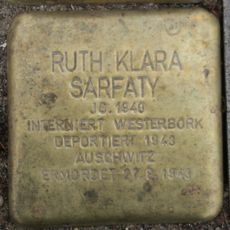 RUTH KLARA
SARFATY
JG. 1940
INTERNIERT WESTERBORK
DEPORTIERT 1943
AUSCHWITZ
ERMORDET 27.8.1943